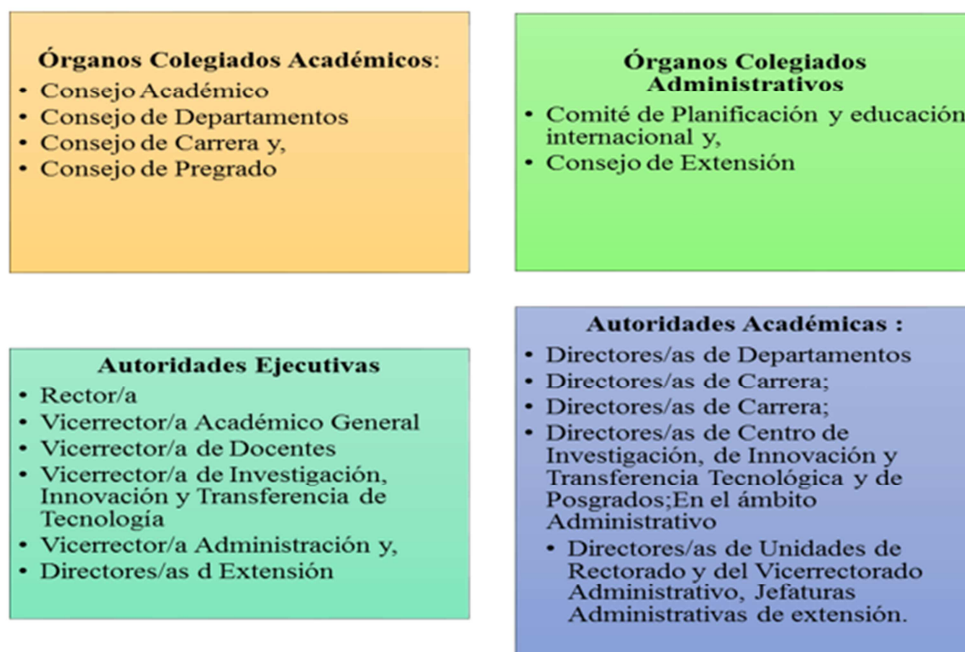 Órganos Colegiados Académicos:
• Consejo Académico
• Consejo de Departamentos
• Consejo de Carrera y,
• Consejo de Pregrado
Órganos Colegiados
Administrativos
• Comité de Planificación y educación
internacional y,
• Consejo de Extensión
Autoridades Ejecutivas
• Rector/a
• Vicerrector/a Académico General
• Vicerrector/a de Docentes
• Vicerrector/a de Investigación,
Innovación y Transferencia de
Tecnología
• Vicerrector/a Administración y,
• Directores/as d Extensión
Autoridades Académicas :
• Directores/as de Departamentos
• Directores/as de Carrera;
• Directores/as de Carrera;
• Directores/as de Centro de
Investigación, de Innovación y
Transferencia Tecnológica y de
Posgrados;En el ámbito
Administrativo
• Directores/as de Unidades de
Rectorado y del Vicerrectorado
Administrativo, Jefaturas
Administrativas de extensión.